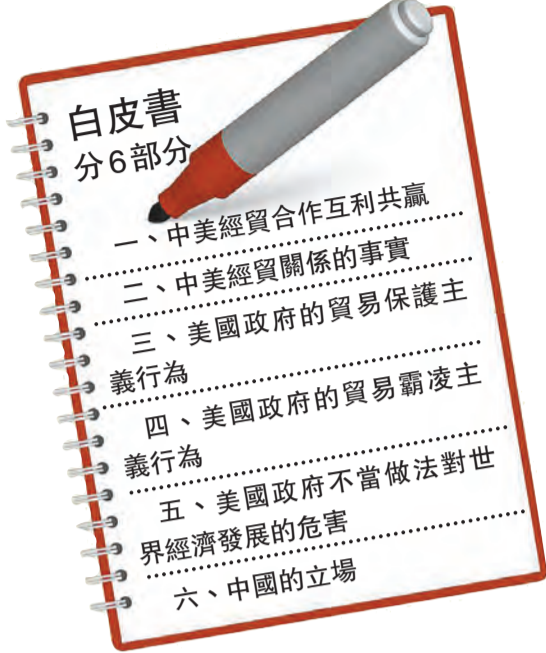 白皮書
分6部分
一、中美經貿合作互利共贏
二、中美經貿關係的事實
三、美國政府的貿易保護主
義行為
四、美國政府的貿易霸凌主
義行為
五、美國政府不當做法對世
界經濟發展的危害
六、中國的立場